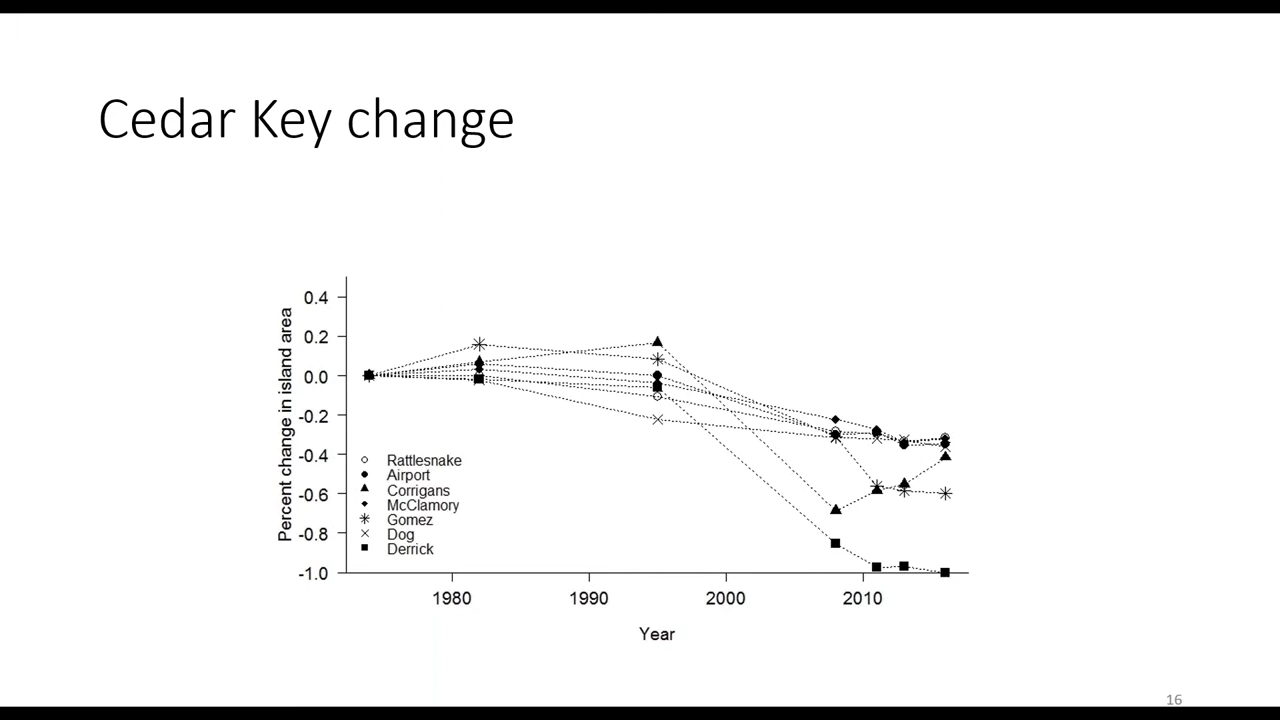 Cedar Key change
Percent change in island area
0.4
0.2
0.0
-0.2
-0.4
-0.6
-0.8
-1.0
Rattlesnake
Airport
Corrigans
McClamory
Gomez
Dog
Derrick
1980 1990 2000 2010
Year
16